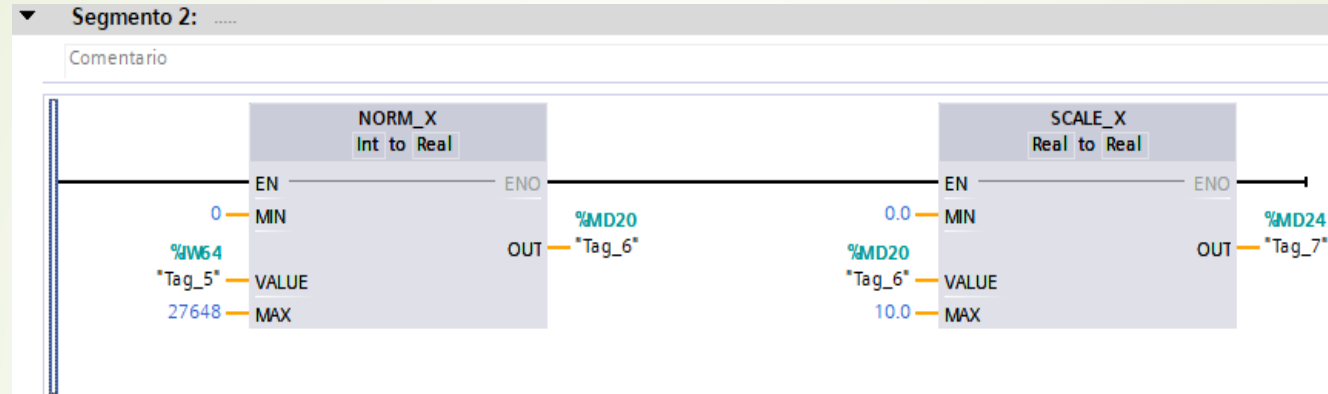 Segmento 2: .....
Comentario
NORM_X
Int to Real
EN
ENO
0
MIN
%IW64
"Tag_5"
VALUE
27648
MAX
OUT
%MD20
"Tag_6"
SCALE_X
Real to Real
EN
ENO
0.0
MIN
%MD20
"Tag_6"
VALUE
10.0
MAX
OUT
%MD24
"Tag_7"